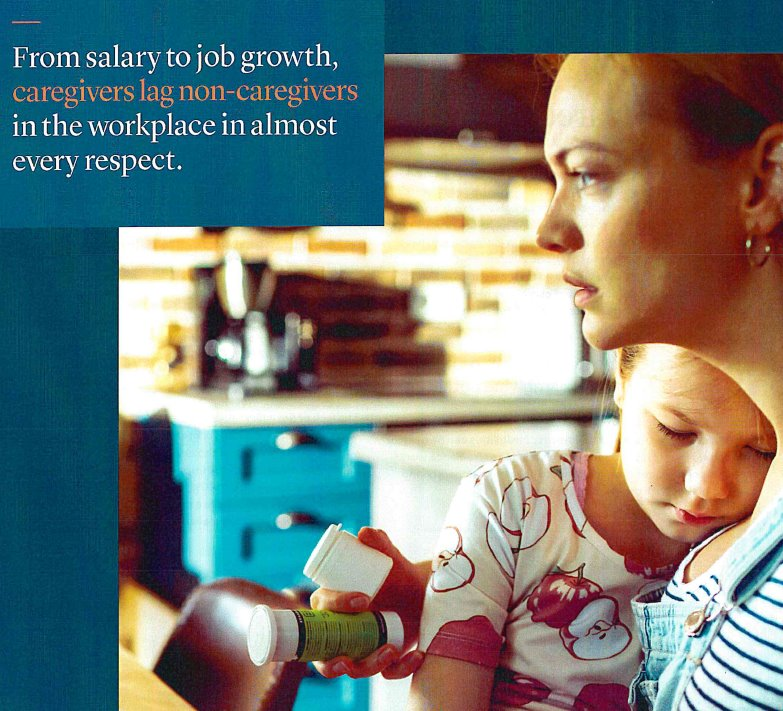 From salary to job growth,
caregivers lag non-caregivers
in the workplace in almost
every respect.